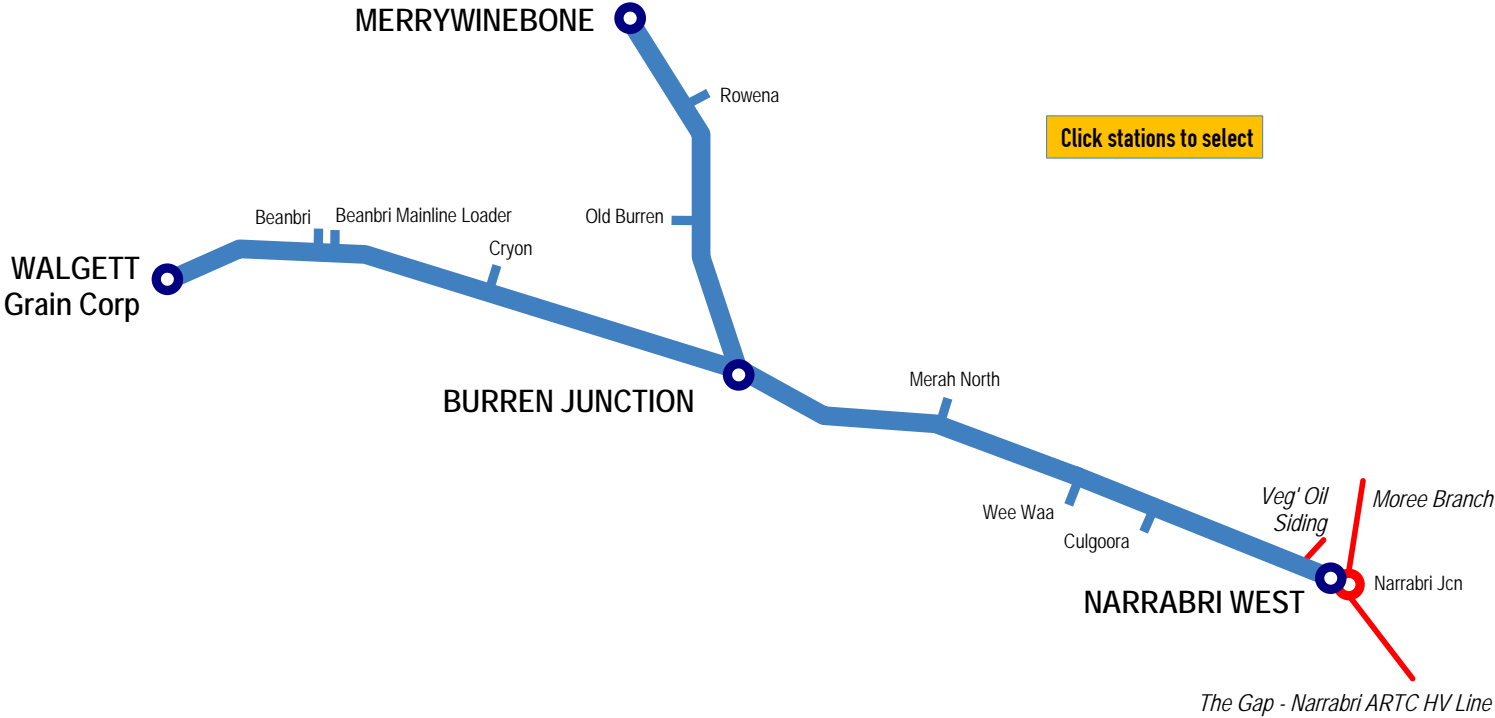 MERRYWINEBONE
Rowena
Click stations to select
Beanbri
Beanbri Mainline Loader
Old Burren
Cryon
WALGETT
Grain Corp
Merah North
BURREN JUNCTION
Veg' Oil
Siding
Moree Branch
Wee Waa
Culgoora
Narrabri Jcn
NARRABRI WEST
The Gap - Narrabri ARTC HV Line